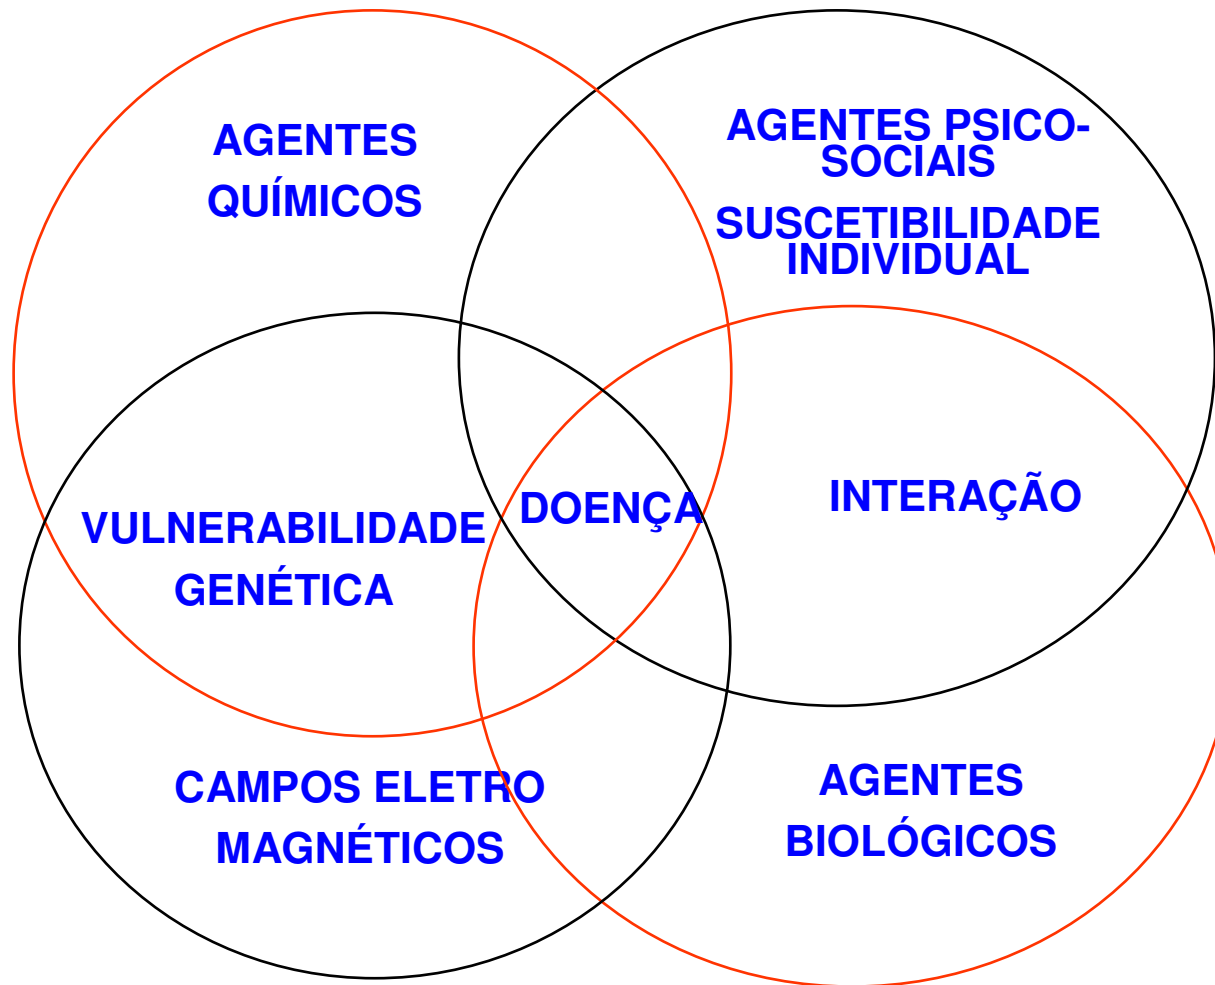 AGENTES
QUÍMICOS
AGENTES PSICO-
SOCIAIS
SUSCETIBILIDADE
INDIVIDUAL
VULNERABILIDADE
GENÉTICA
DOENÇA
INTERAÇÃO
CAMPOS ELETRO
MAGNÉTICOS
AGENTES
BIOLÓGICOS